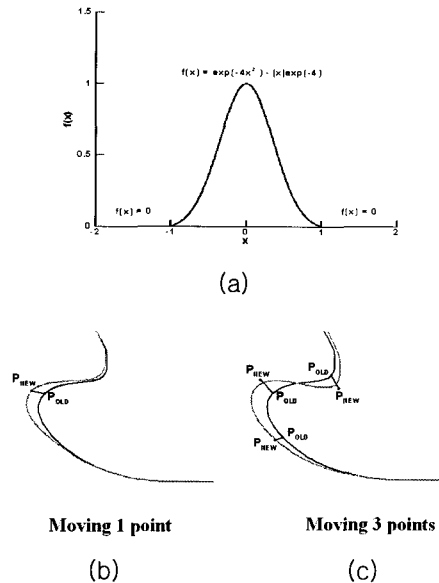 1.5
f(x) = exp(-4x²) - |x|exp(-4)
1
f(x)
0.5
f(x) = 0
f(x) = 0
0
-2
-1
0
1
2
x
(a)
P_NEW
P_OLD
P_OLD
P_NEW
P_OLD
P_NEW
P_NEW
P_OLD
Moving 1 point
Moving 3 points
(b)
(c)